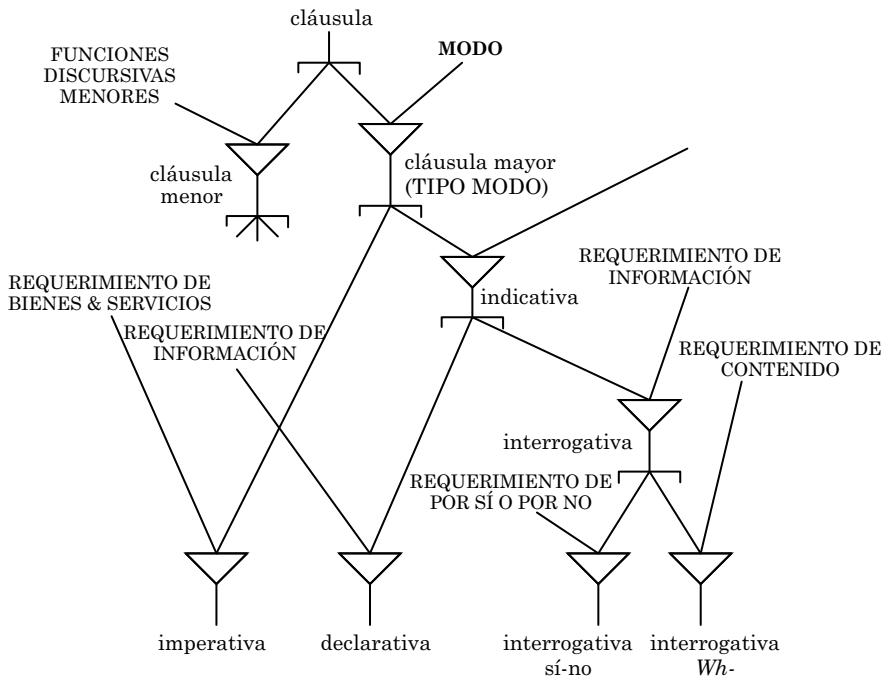 cláusula
MODO
FUNCIONES
DISCURSIVAS
MENORES
cláusula
menor
cláusula mayor
(TIPO MODO)
REQUERIMIENTO DE
INFORMACIÓN
REQUERIMIENTO DE
BIENES & SERVICIOS
indicativa
REQUERIMIENTO DE
INFORMACIÓN
REQUERIMIENTO DE
CONTENIDO
interrogativa
REQUERIMIENTO DE
POR SÍ O POR NO
imperativa
declarativa
interrogativa
sí-no
interrogativa
Wh-